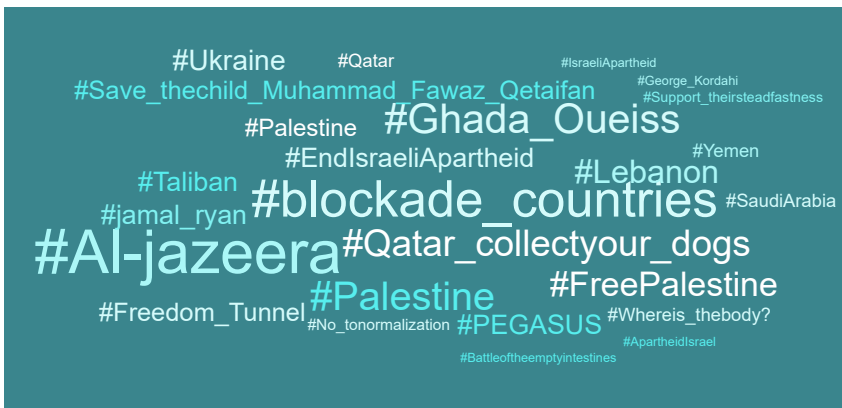 #Ukraine #Qatar #IsraeliApartheid
#George_Kordahi
#Save_thechild_Muhammad_Fawaz_Qetaifan #Support_theirsteadfastness
#Palestine #Ghada_Oueiss
#EndIsraeliApartheid #Yemen
#Taliban #Lebanon
#jamal_ryan #blockade_countries #SaudiArabia
#Al-jazeera #Qatar_collectyour_dogs
#Palestine #FreePalestine
#Freedom_Tunnel #No_tonormalization #PEGASUS #Whereis_thebody?
#ApartheidIsrael
#Battleoftheemptyintestines